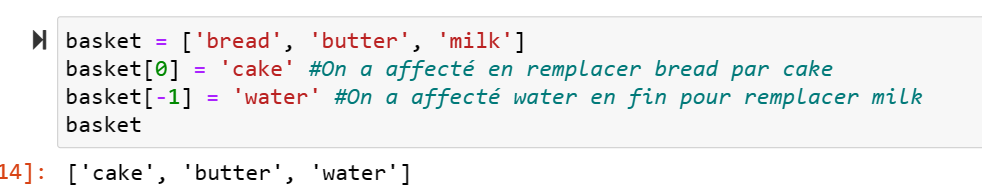 basket = ['bread', 'butter', 'milk']
basket[0] = 'cake' #On a affecté en remplacer bread par cake
basket[-1] = 'water' #On a affecté water en fin pour remplacer milk
basket
14]: ['cake', 'butter', 'water']